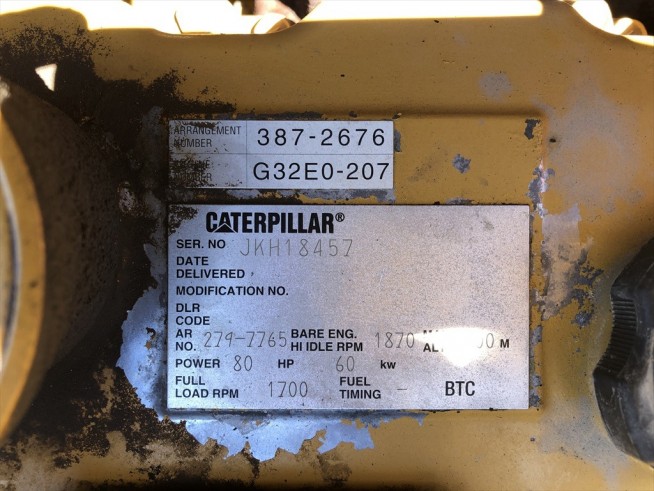 ARRANGEMENT NUMBER 387-2676
G32E0-207
CATERPILLAR®
SER. NO JKH18457
DATE
DELIVERED
MODIFICATION NO.
DLR
CODE
AR BARE ENG.
NO. 279-7765 HI IDLE RPM 1870 M
POWER 80 HP 60 kw
FULL FUEL
LOAD RPM 1700 TIMING - BTC